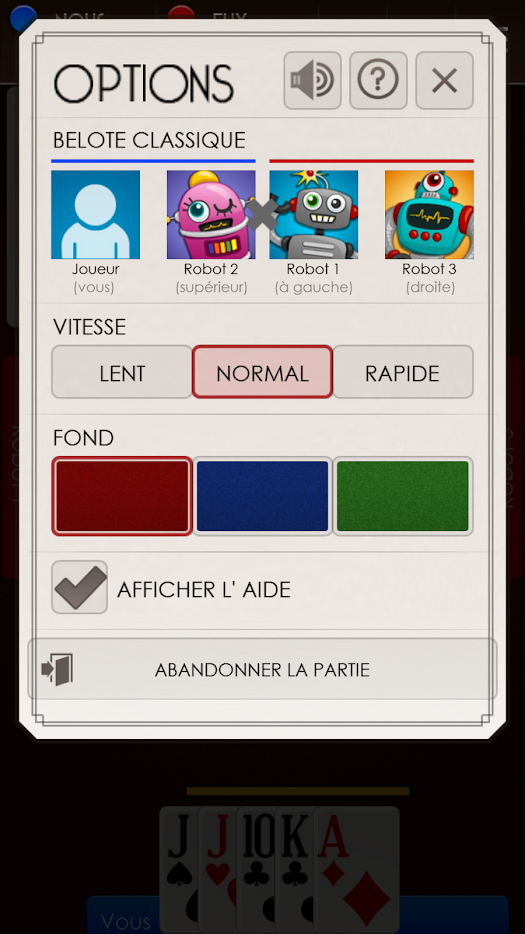 NOUS
EUX
OPTIONS
?
BELOTE CLASSIQUE
Joueur
(vous)
Robot 2
(supérieur)
Robot 1
(à gauche)
Robot 3
(droite)
VITESSE
LENT
NORMAL
RAPIDE
FOND
AFFICHER L' AIDE
ABANDONNER LA PARTIE
J
J
10
K
A
Vous